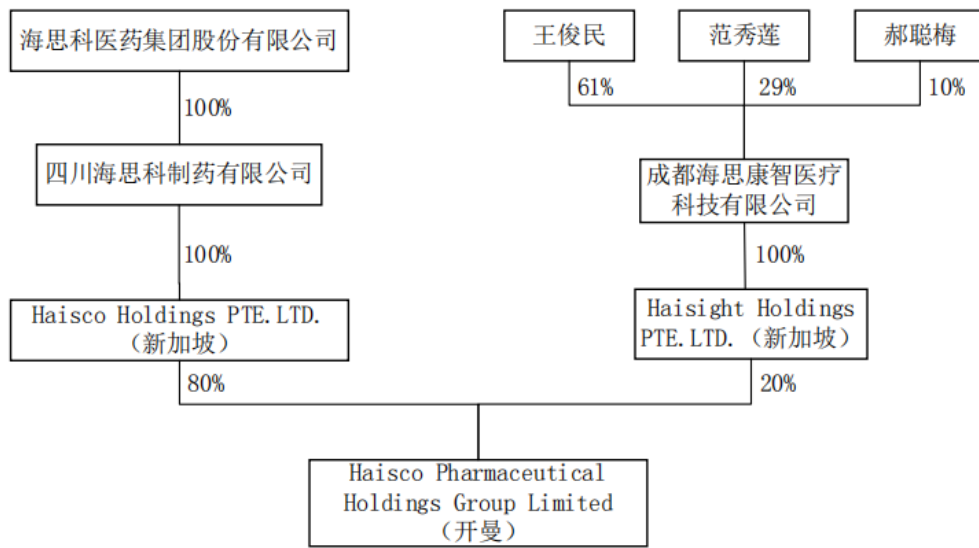 海思科医药集团股份有限公司
王俊民
范秀莲
郝聪梅
61%
29%
10%
100%
四川海思科制药有限公司
成都海思康智医疗
科技有限公司
100%
100%
Haisco Holdings PTE.LTD.
（新加坡）
Haisight Holdings
PTE.LTD.（新加坡）
80%
20%
Haisco Pharmaceutical
Holdings Group Limited
（开曼）